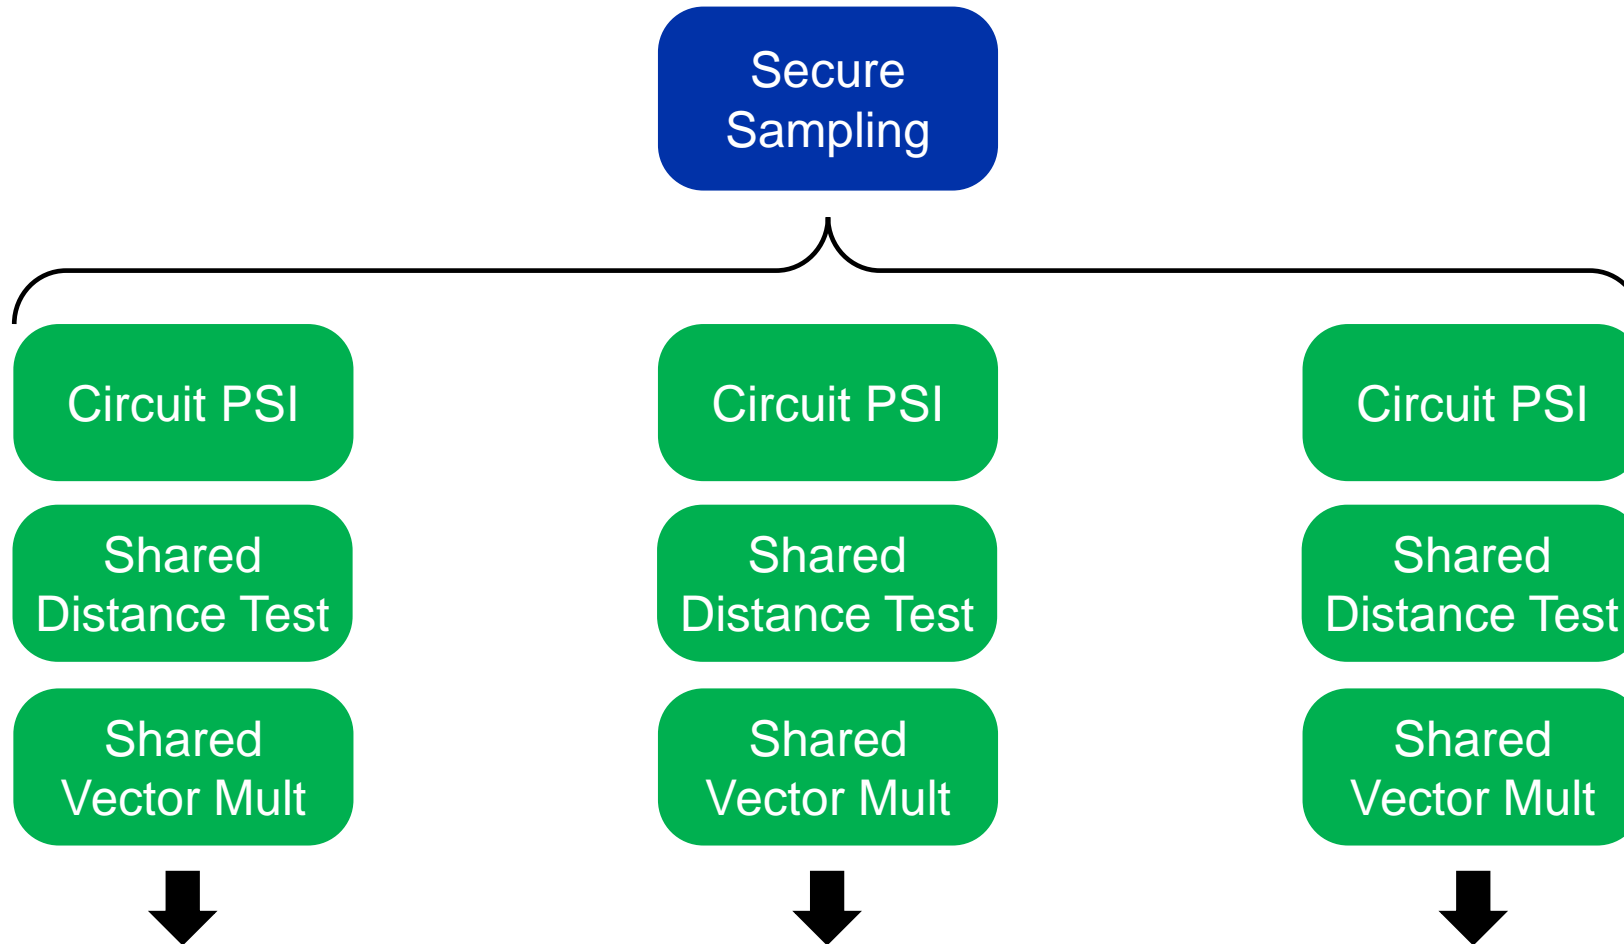 Secure
Sampling
Circuit PSI
Circuit PSI
Circuit PSI
Shared
Distance Test
Shared
Distance Test
Shared
Distance Test
Shared
Vector Mult
Shared
Vector Mult
Shared
Vector Mult